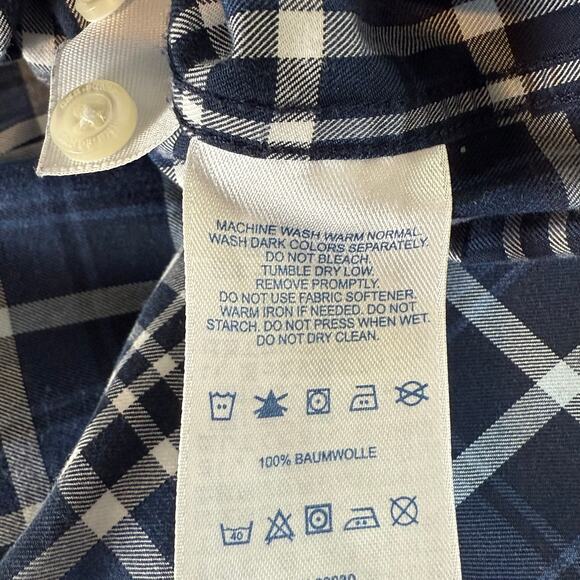 MACHINE WASH WARM NORMAL.
WASH DARK COLORS SEPARATELY.
DO NOT BLEACH.
TUMBLE DRY LOW.
REMOVE PROMPTLY.
DO NOT USE FABRIC SOFTENER.
WARM IRON IF NEEDED. DO NOT
STARCH. DO NOT PRESS WHEN WET.
DO NOT DRY CLEAN.
100% BAUMWOLLE
40